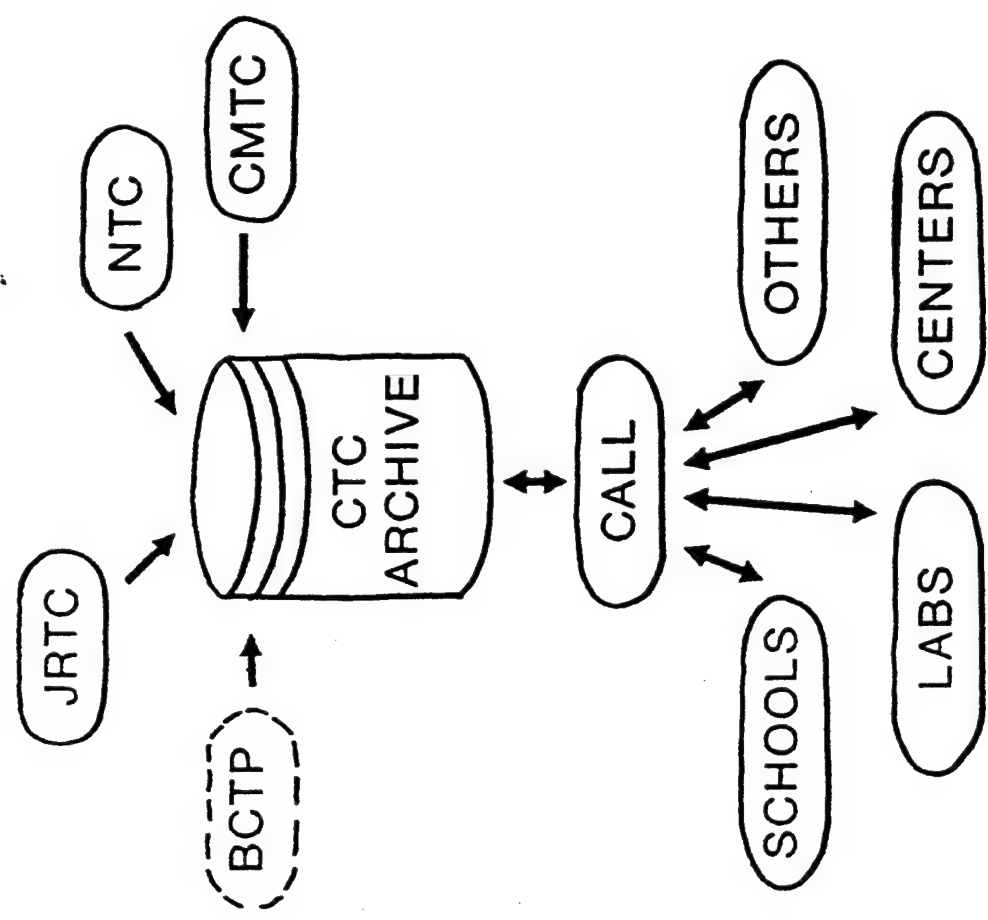 JRTC
NTC
BCTP
CMTC
CTC
ARCHIVE
CALL
SCHOOLS
OTHERS
LABS
CENTERS